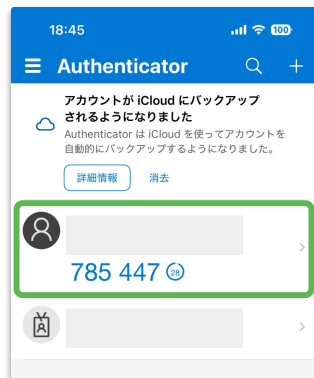 18:45
100
Authenticator
アカウントが iCloud にバックアップ
されるようになりました
Authenticator は iCloud を使ってアカウントを
自動的にバックアップするようになりました。
詳細情報 消去
785 447 28